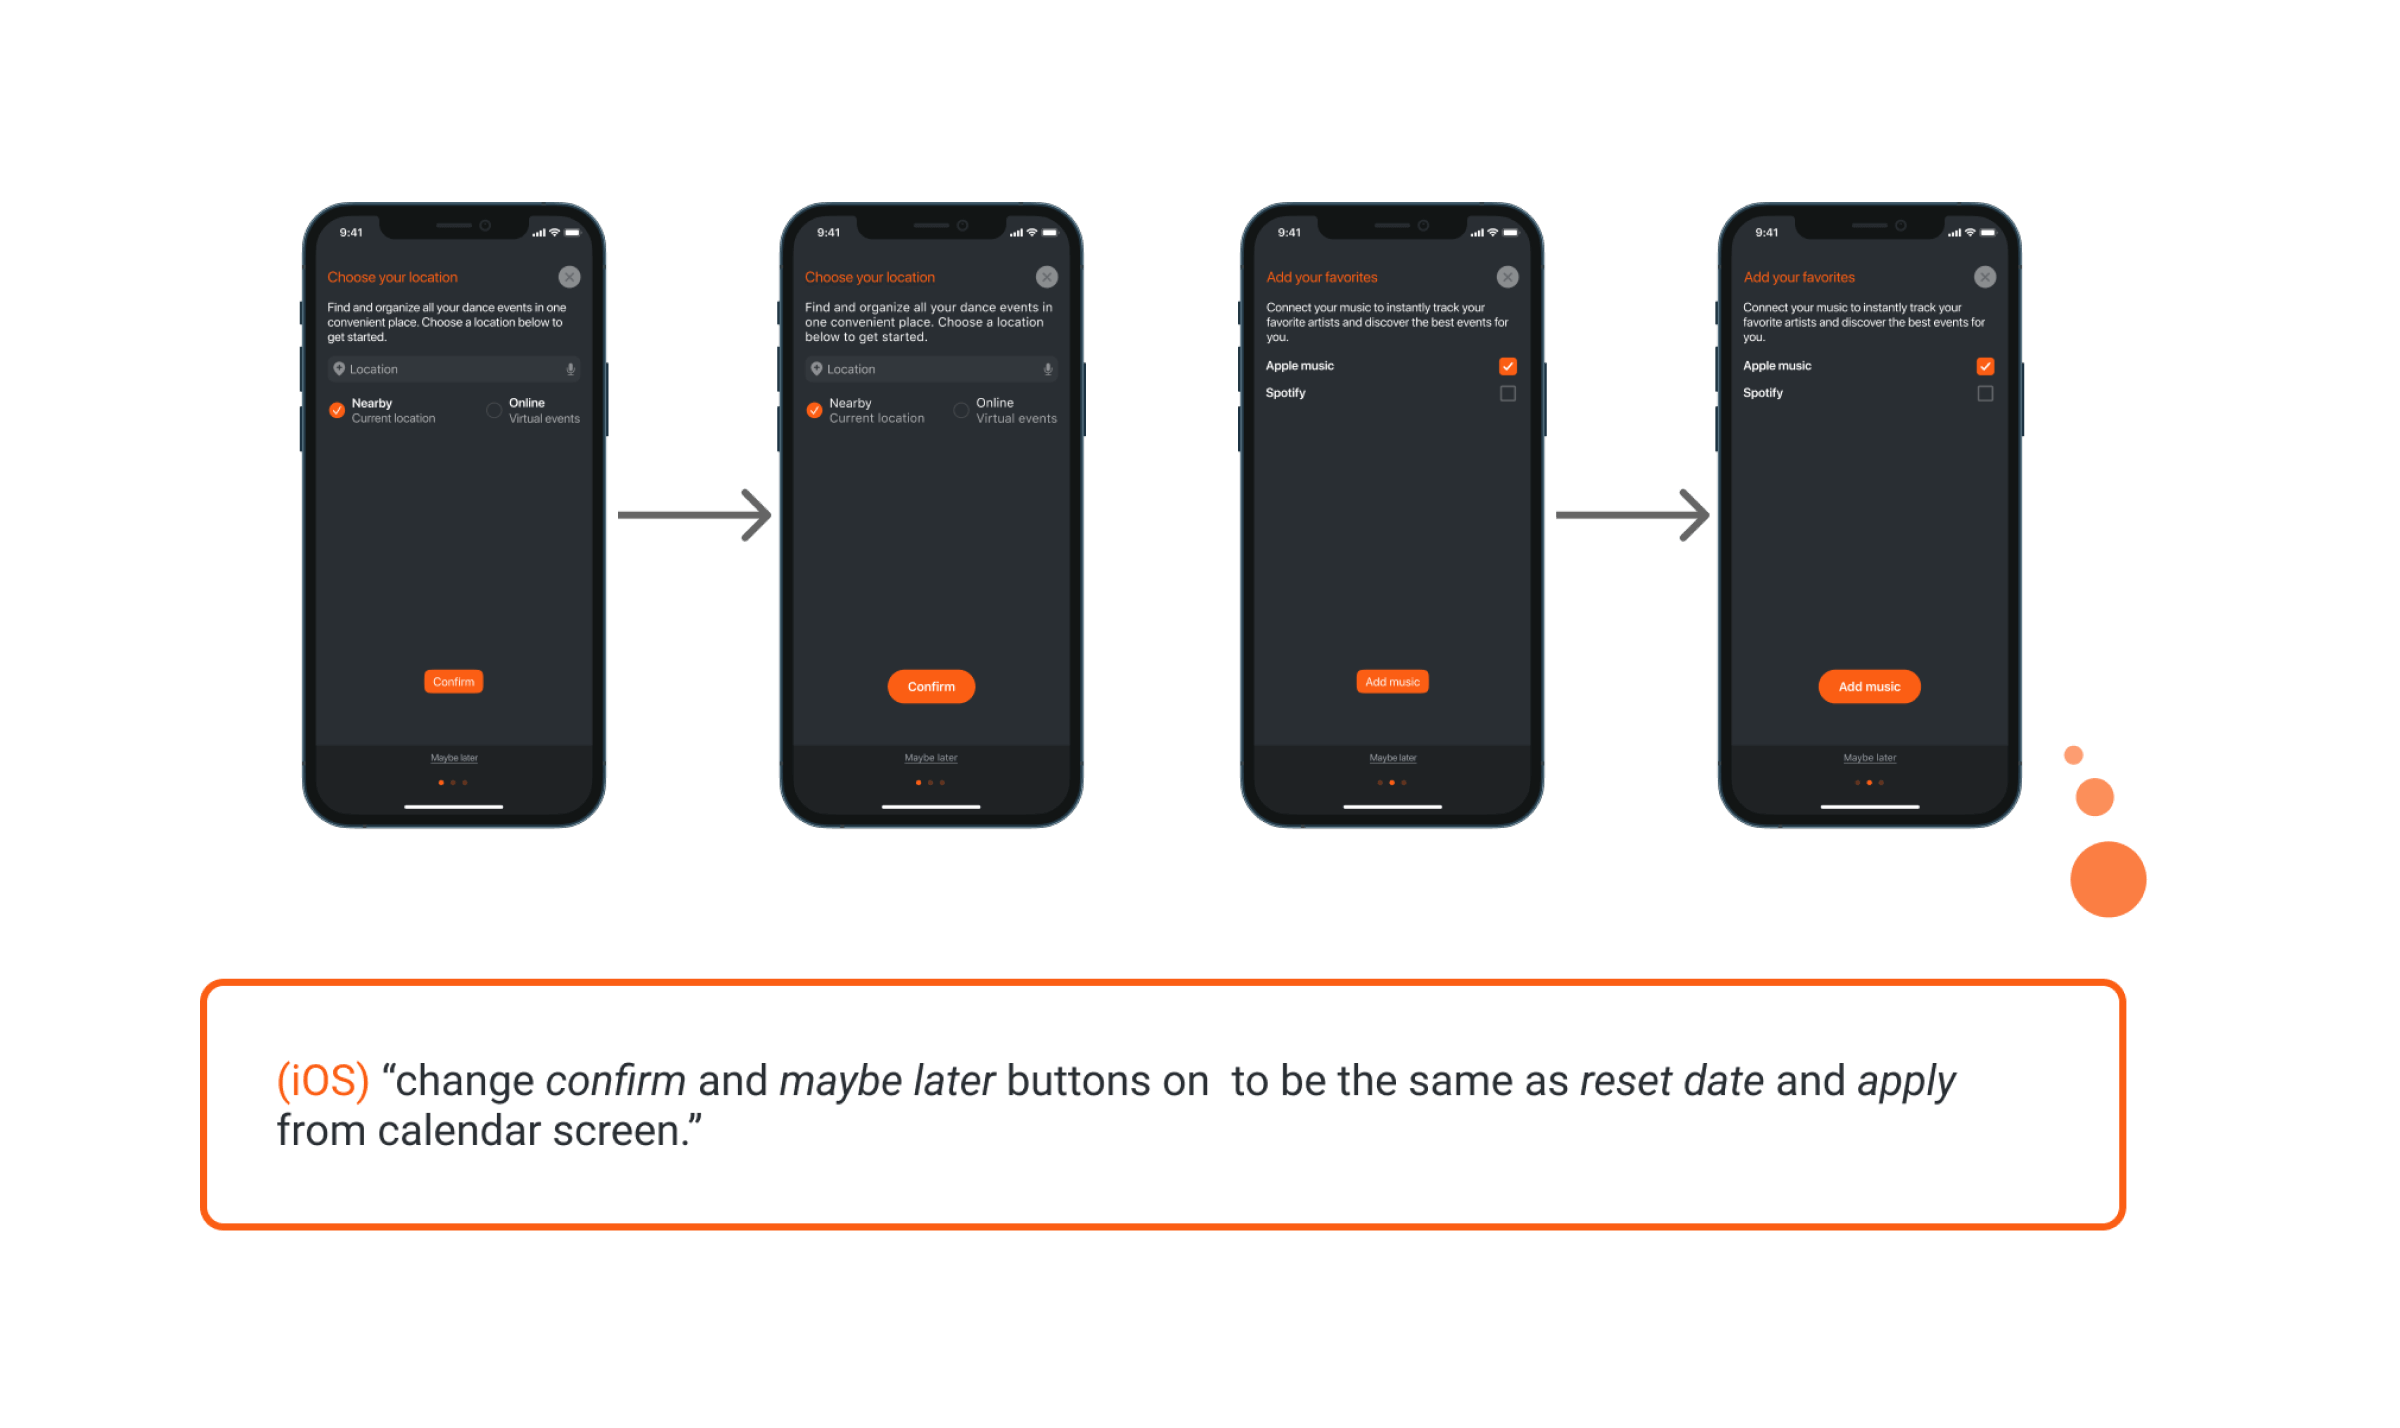 9:41
Choose your location
Find and organize all your dance events in one
convenient place. Choose a location below to
get started.
Location
Nearby
Current location
Online
Virtual events
Confirm
Maybe later
9:41
Choose your location
Find and organize all your dance events in
one convenient place. Choose a location
below to get started.
Location
Nearby
Current location
Online
Virtual events
Confirm
Maybe later
9:41
Add your favorites
Connect your music to instantly track your
favorite artists and discover the best events for
you.
Apple music
Spotify
Add music
Maybe later
9:41
Add your favorites
Connect your music to instantly track your
favorite artists and discover the best events for
you.
Apple music
Spotify
Add music
Maybe later
(iOS) “change confirm and maybe later buttons on  to be the same as reset date and apply
from calendar screen.”